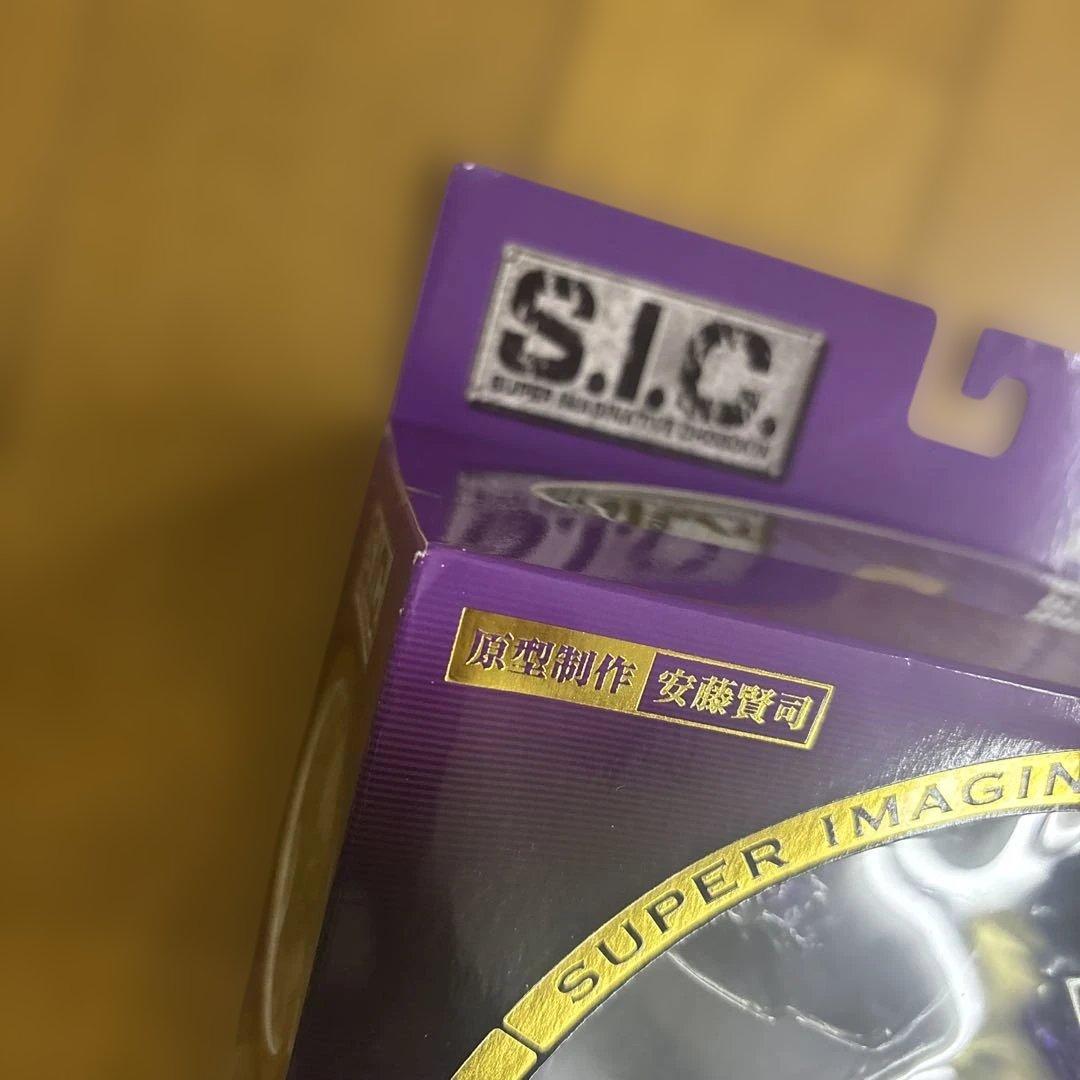 S.I.C.
SUPER IMAGINATIVE CHOGOKIN
原型制作 安藤賢司
SUPER IMAGIN